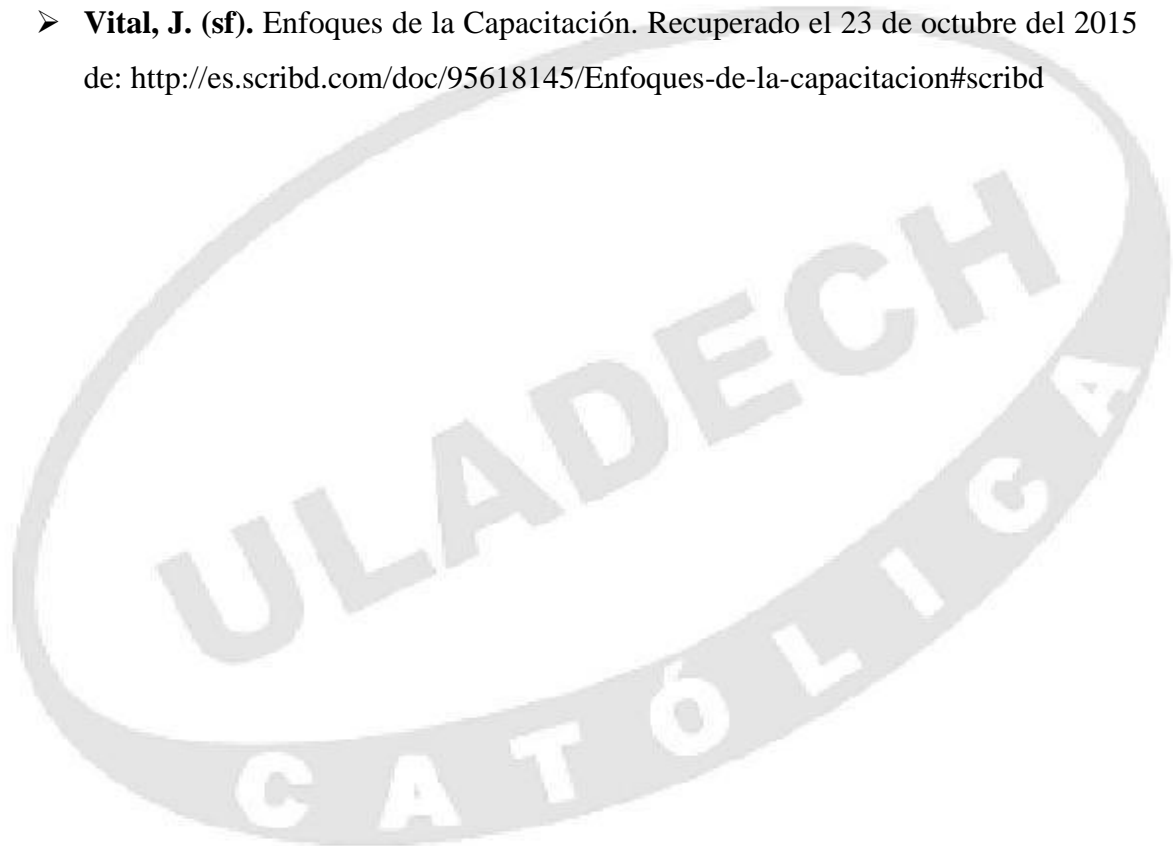 ➢ Vital, J. (sf). Enfoques de la Capacitación. Recuperado el 23 de octubre del 2015
de: http://es.scribd.com/doc/95618145/Enfoques-de-la-capacitacion#scribd
ULADECH
CATÓLICA